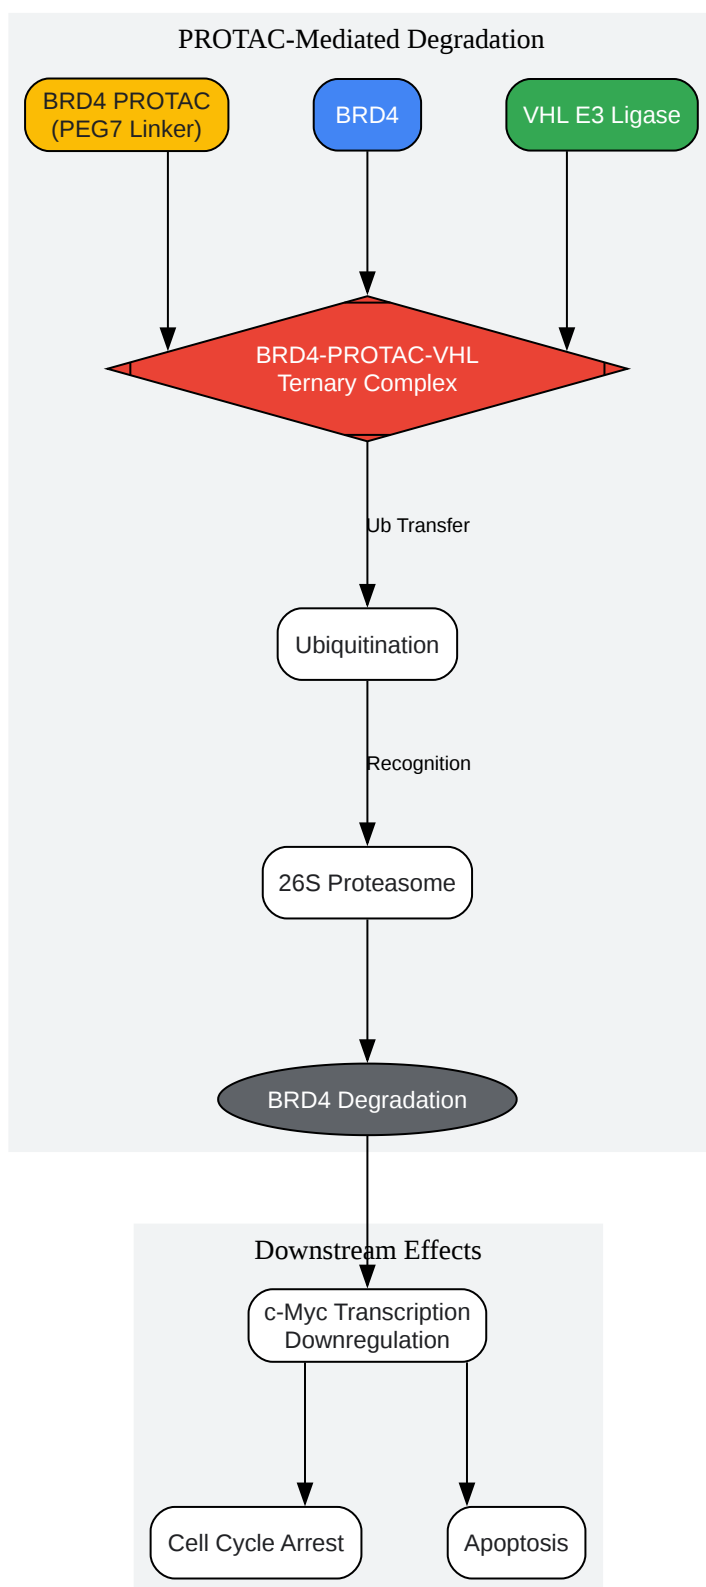 PROTAC-Mediated Degradation
BRD4 PROTAC
(PEG7 Linker)
BRD4
VHL E3 Ligase
BRD4-PROTAC-VHL
Ternary Complex
Ub Transfer
Ubiquitination
Recognition
26S Proteasome
BRD4 Degradation
Downstream Effects
c-Myc Transcription
Downregulation
Cell Cycle Arrest
Apoptosis